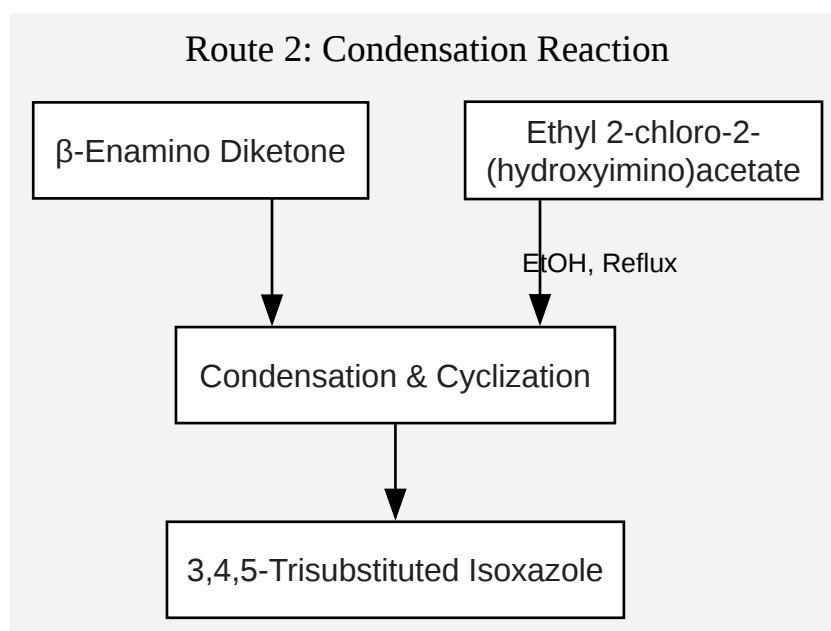 Route 2: Condensation Reaction
β-Enamino Diketone
Ethyl 2-chloro-2-
(hydroxyimino)acetate
EtOH, Reflux
Condensation & Cyclization
3,4,5-Trisubstituted Isoxazole